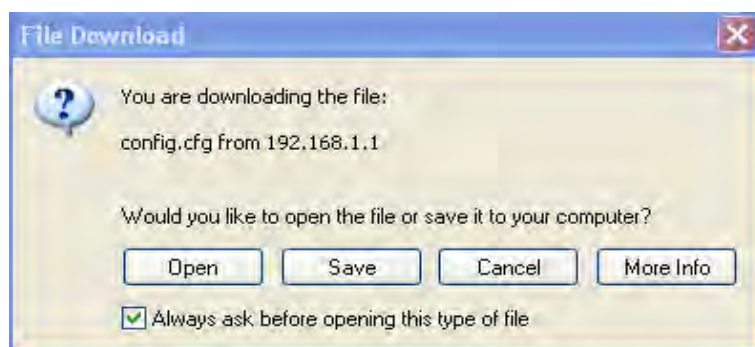 File Download
You are downloading the file:
config.cfg from 192.168.1.1
Would you like to open the file or save it to your computer?
Open Save Cancel More Info
Always ask before opening this type of file